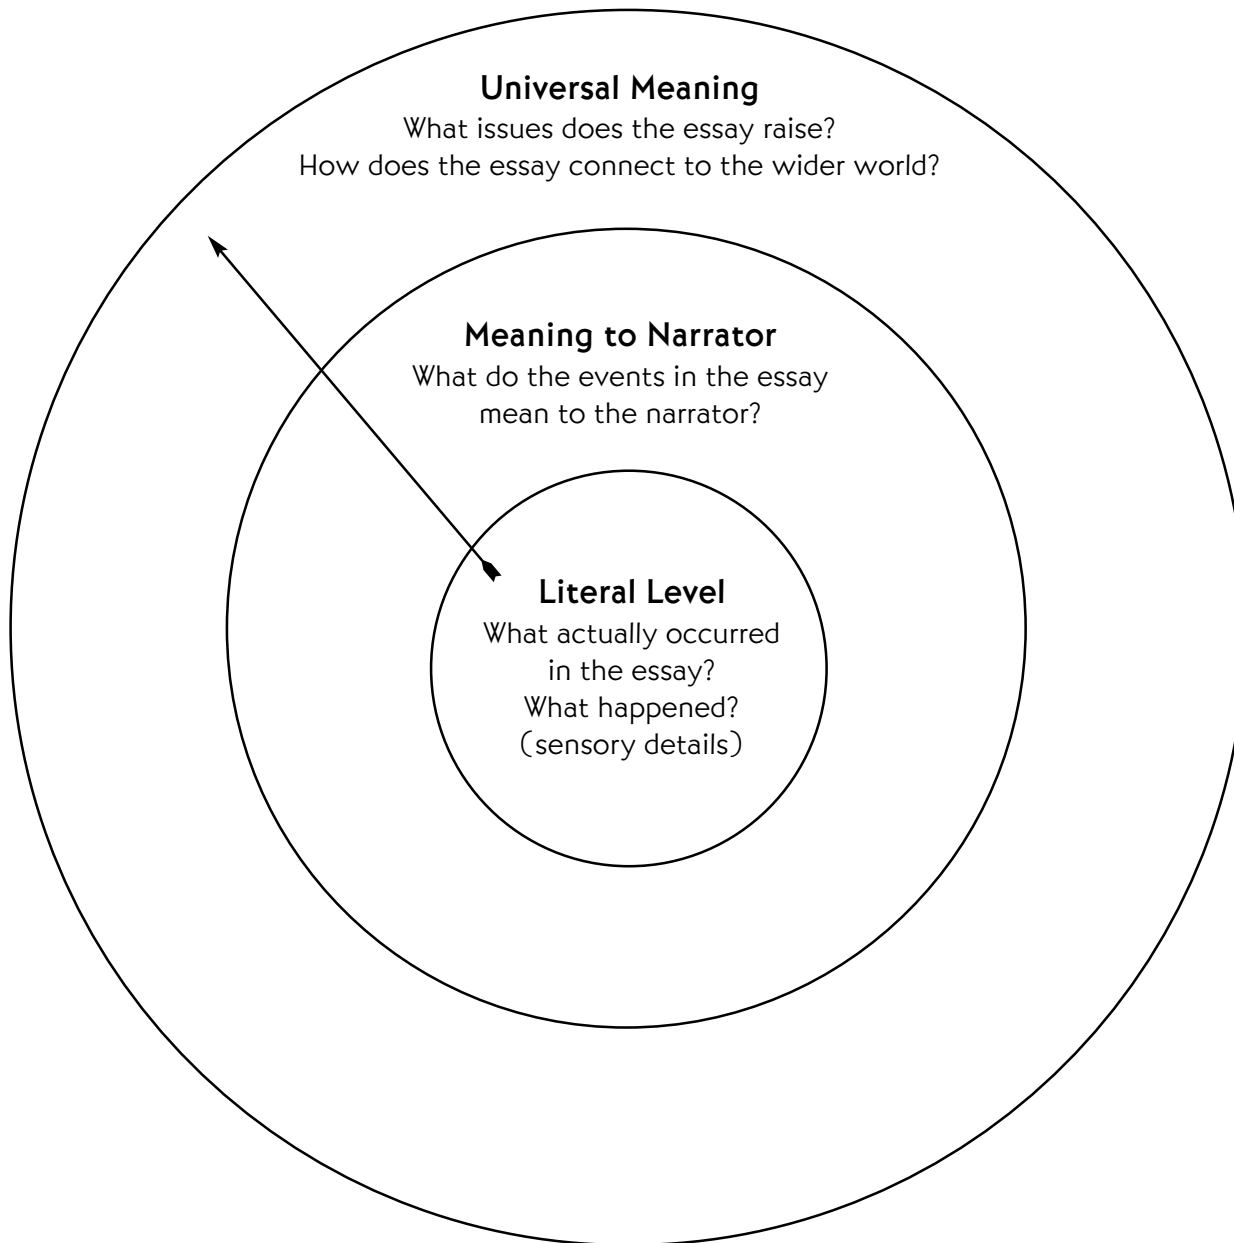 Universal Meaning
What issues does the essay raise?
How does the essay connect to the wider world?
Meaning to Narrator
What do the events in the essay
mean to the narrator?
Literal Level
What actually occurred
in the essay?
What happened?
(sensory details)